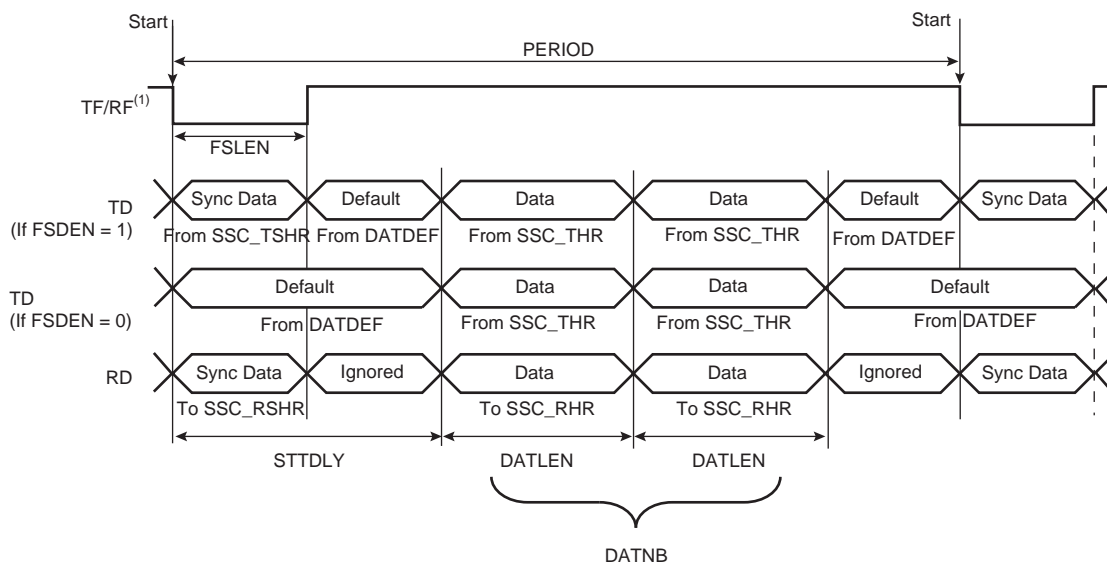 Start
Start
PERIOD
TF/RF(1)
FSLEN
TD
(If FSDEN = 1)
Sync Data
Default
Data
Data
Default
Sync Data
From SSC_TSHR
From DATDEF
From SSC_THR
From SSC_THR
From DATDEF
TD
(If FSDEN = 0)
Default
Data
Data
Default
From DATDEF
From SSC_THR
From SSC_THR
From DATDEF
RD
Sync Data
Ignored
Data
Data
Ignored
Sync Data
To SSC_RSHR
To SSC_RHR
To SSC_RHR
STTDLY
DATLEN
DATLEN
DATNB